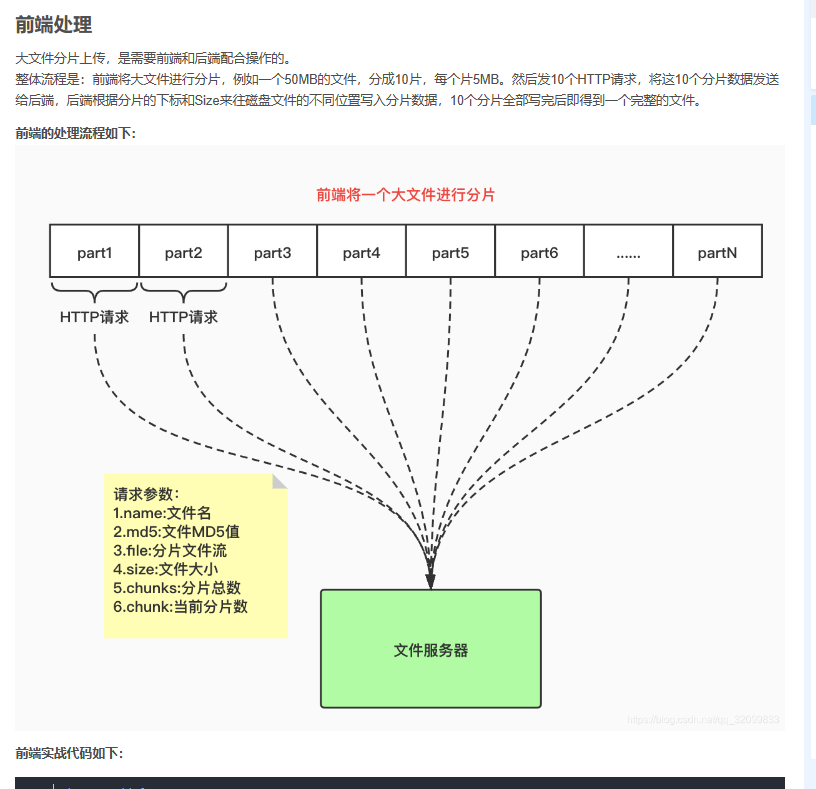 前端处理
大文件分片上传，是需要前端和后端配合操作的。
整体流程是：前端将大文件进行分片，例如一个50MB的文件，分成10片，每个片5MB。然后发10个HTTP请求，将这10个分片数据发送
给后端，后端根据分片的下标和Size来往磁盘文件的不同位置写入分片数据，10个分片全部写完后即得到一个完整的文件。
前端的处理流程如下：
前端将一个大文件进行分片
part1 part2 part3 part4 part5 part6 ...... partN
HTTP请求 HTTP请求
请求参数：
1.name:文件名
2.md5:文件MD5值
3.file:分片文件流
4.size:文件大小
5.chunks:分片总数
6.chunk:当前分片数
文件服务器
前端实战代码如下：